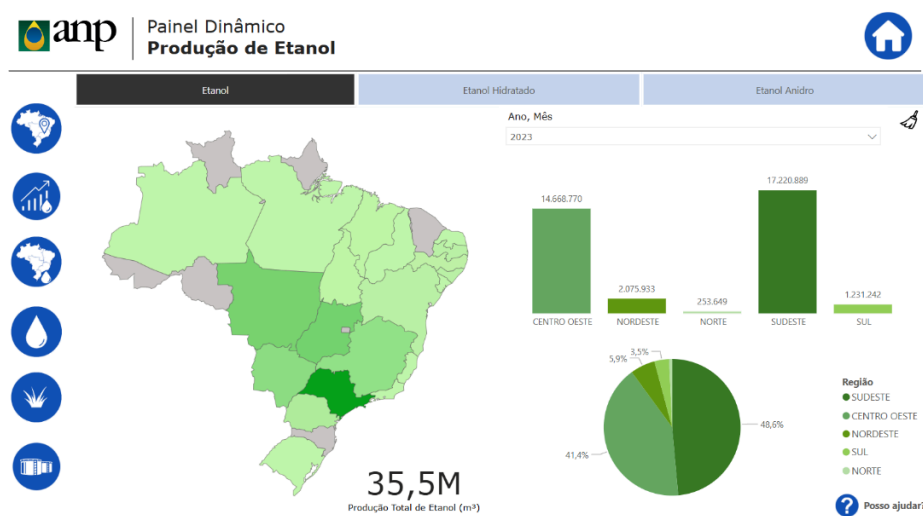 anp
Painel Dinâmico
Produção de Etanol
Etanol
Etanol Hidratado
Etanol Anidro
Ano, Mês
2023
17.220.889
14.668.770
2.075.933
253.649
1.231.242
CENTRO OESTE
NORDESTE
NORTE
SUDESTE
SUL
3,5%
5,9%
48,6%
41,4%
Região
SUDESTE
CENTRO OESTE
NORDESTE
SUL
NORTE
35,5M
Produção Total de Etanol (m³)
? Posso ajudar?